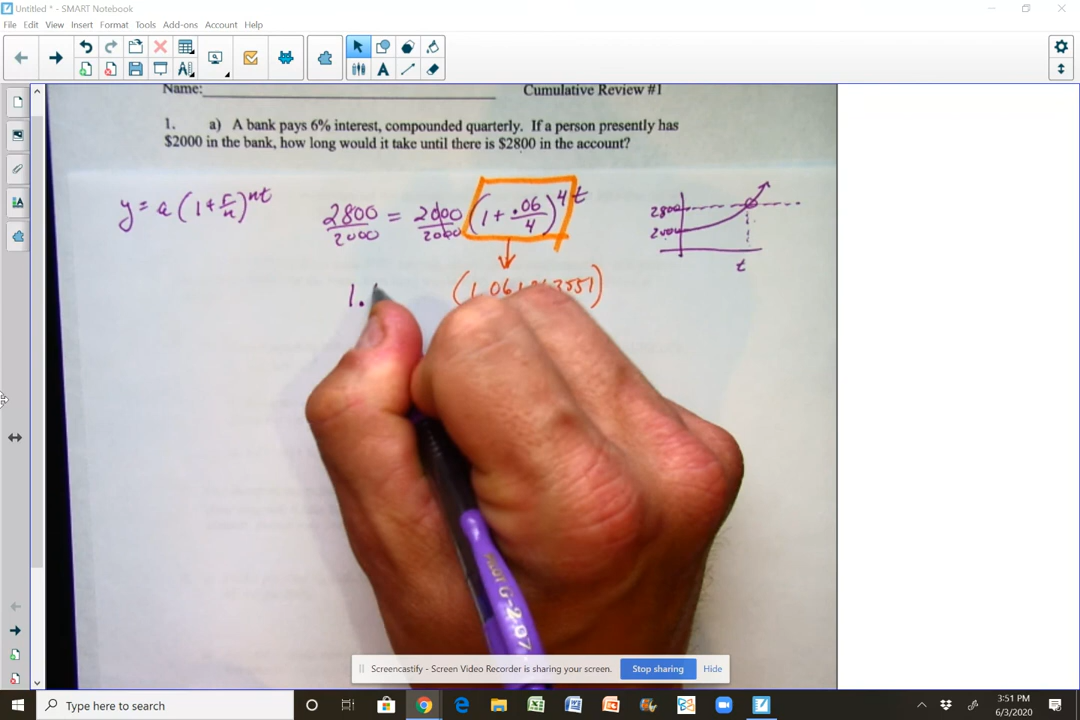 Untitled * - SMART Notebook
File Edit View Insert Format Tools Add-ons Account Help
Name: Cumulative Review #1
1. a) A bank pays 6% interest, compounded quarterly. If a person presently has
$2000 in the bank, how long would it take until there is $2800 in the account?
y = a (1 + r/n)^nt
2800/2000 = 2000/2000 (1 + .06/4)^4t
2800
t
1.
PILOT G-2 07
Screencastify - Screen Video Recorder is sharing your screen. Stop sharing Hide
Type here to search
3:51 PM
6/3/2020